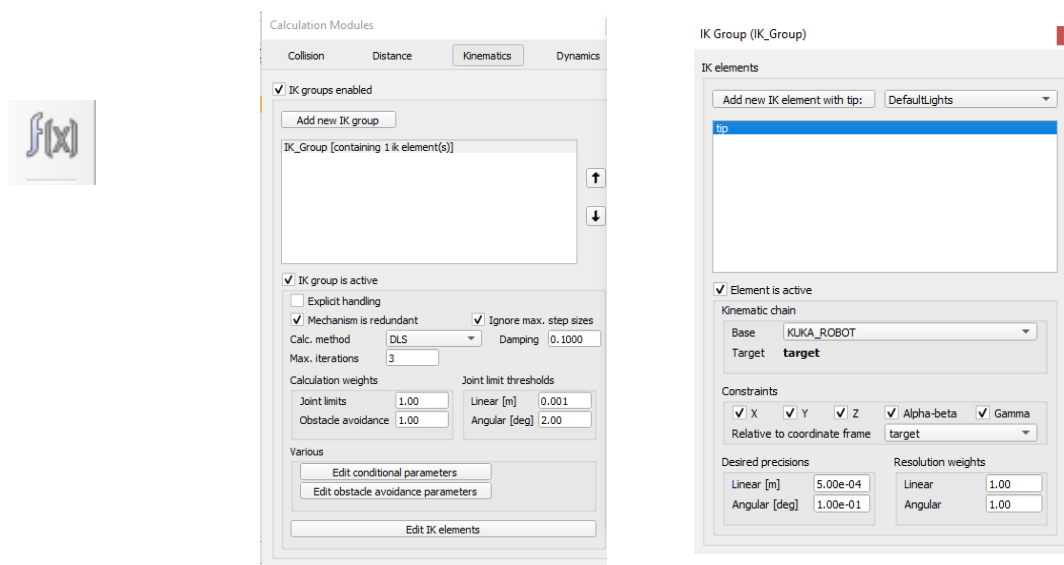 f(x)
Calculation Modules
Collision Distance Kinematics Dynamics
IK groups enabled
Add new IK group
IK_Group [containing 1 ik element(s)]
IK group is active
Explicit handling
Mechanism is redundant Ignore max. step sizes
Calc. method DLS Damping 0.1000
Max. iterations 3
Calculation weights Joint limit thresholds
Joint limits 1.00 Linear [m] 0.001
Obstacle avoidance 1.00 Angular [deg] 2.00
Various
Edit conditional parameters
Edit obstacle avoidance parameters
Edit IK elements
IK Group (IK_Group)
IK elements
Add new IK element with tip: DefaultLights
tip
Element is active
Kinematic chain
Base KUKA_ROBOT
Target target
Constraints
X Y Z Alpha-beta Gamma
Relative to coordinate frame target
Desired precisions Resolution weights
Linear [m] 5.00e-04 Linear 1.00
Angular [deg] 1.00e-01 Angular 1.00